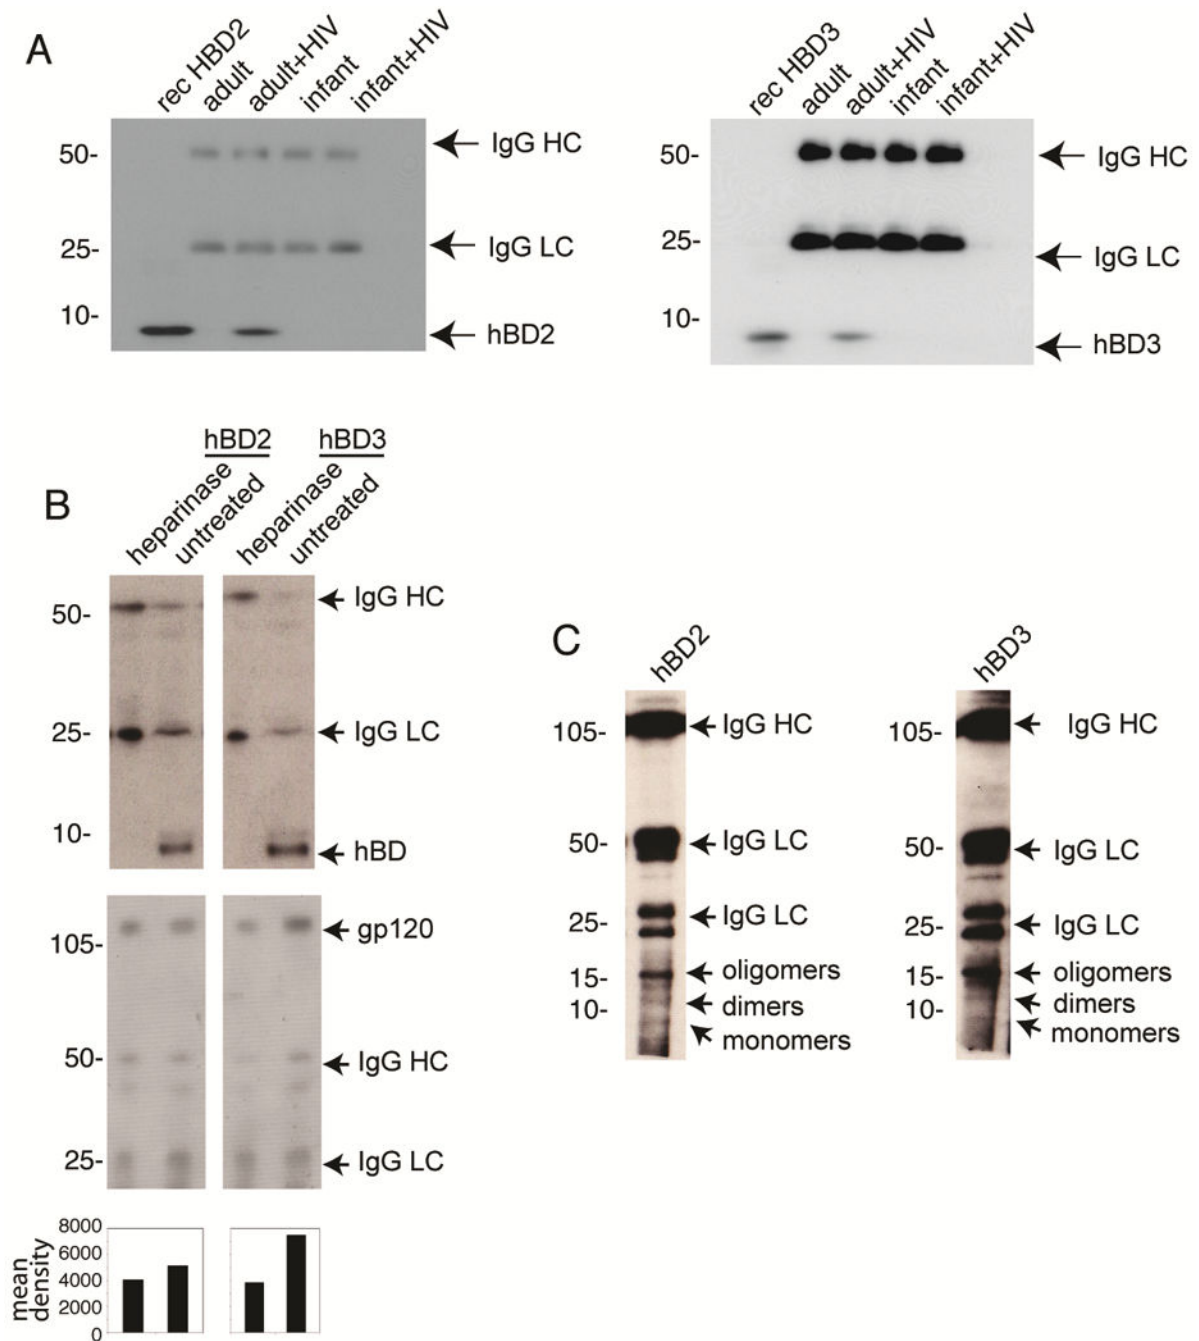 A
rec HBD2
adult
adult+HIV
infant
infant+HIV
50-
25-
10-
IgG HC
IgG LC
hBD2
rec HBD3
adult
adult+HIV
infant
infant+HIV
50-
25-
10-
IgG HC
IgG LC
hBD3
B
hBD2
hBD3
heparinase
untreated
heparinase
untreated
50-
25-
10-
IgG HC
IgG LC
hBD
105-
50-
25-
gp120
IgG HC
IgG LC
mean
density
8000
6000
4000
2000
0
C
hBD2
105-
50-
25-
15-
10-
IgG HC
IgG LC
IgG LC
oligomers
dimers
monomers
hBD3
105-
50-
25-
15-
10-
IgG HC
IgG LC
IgG LC
oligomers
dimers
monomers